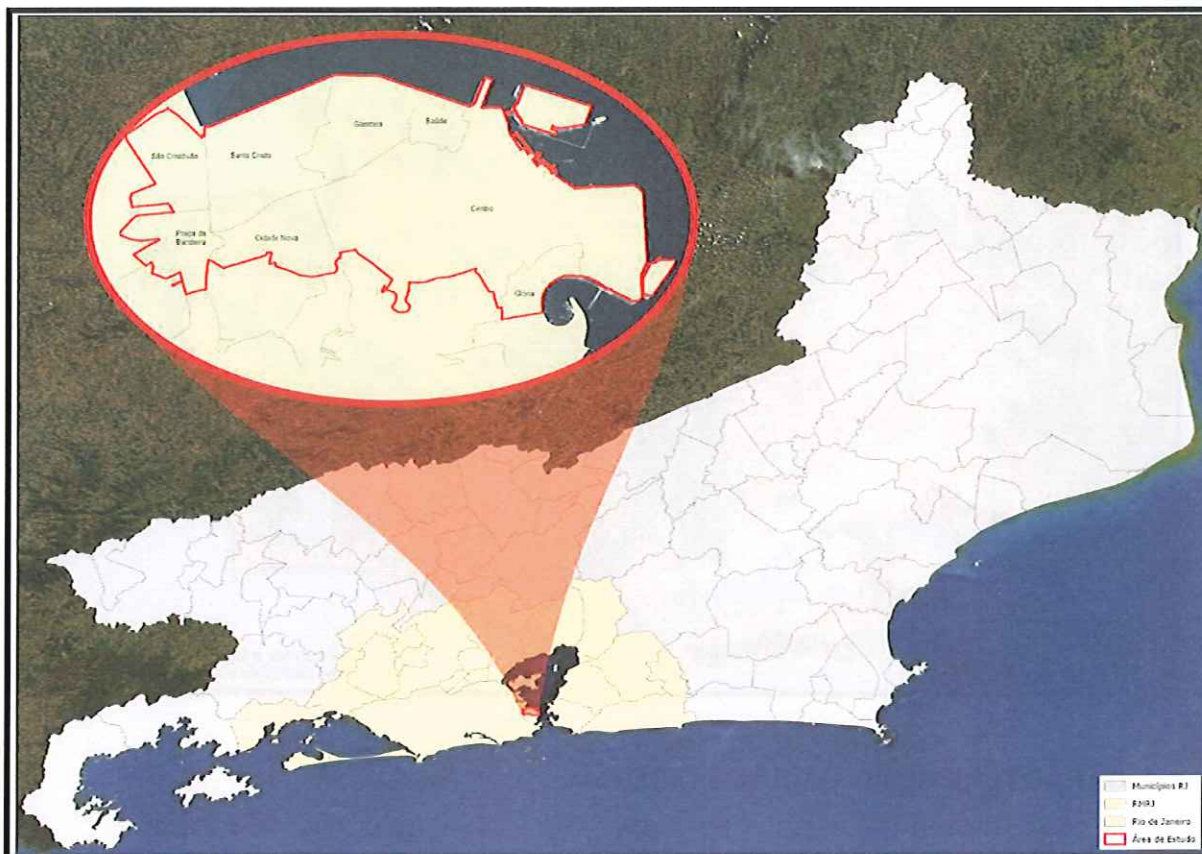 São Cristóvão
Santo Cristo
Gamboa
Saúde
Centro
Praça da
Bandeira
Cidade Nova
Glória
Municípios RJ
RMRJ
Rio de Janeiro
Área de Estudo